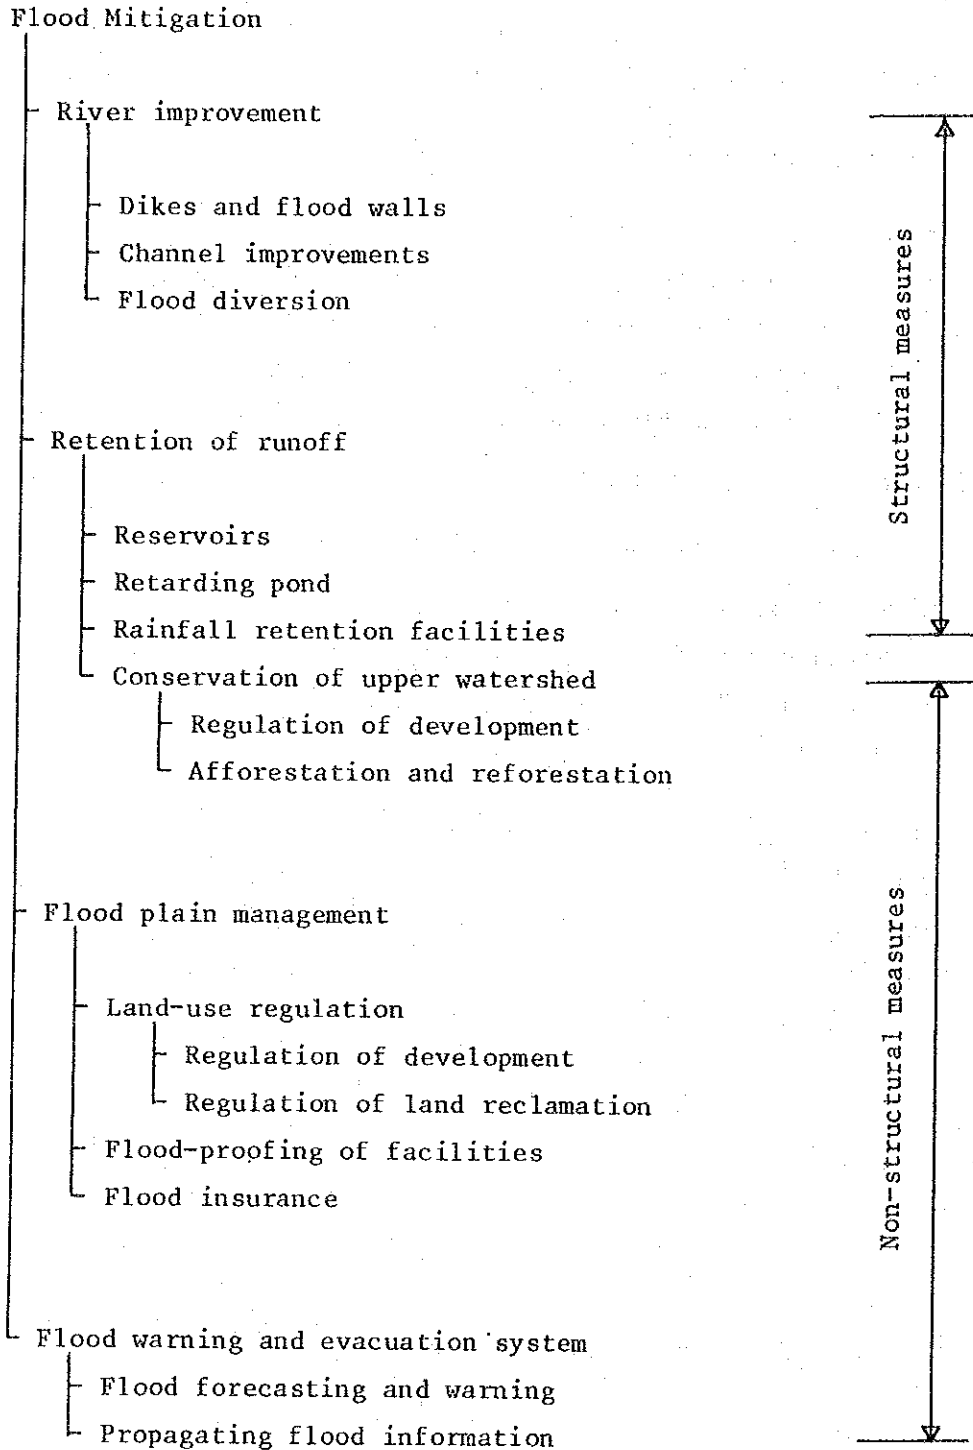 Flood Mitigation
River improvement
Dikes and flood walls
Channel improvements
Flood diversion
Retention of runoff
Reservoirs
Retarding pond
Rainfall retention facilities
Conservation of upper watershed
Regulation of development
Afforestation and reforestation
Flood plain management
Land-use regulation
Regulation of development
Regulation of land reclamation
Flood-proofing of facilities
Flood insurance
Flood warning and evacuation system
Flood forecasting and warning
Propagating flood information
Structural measures
Non-structural measures